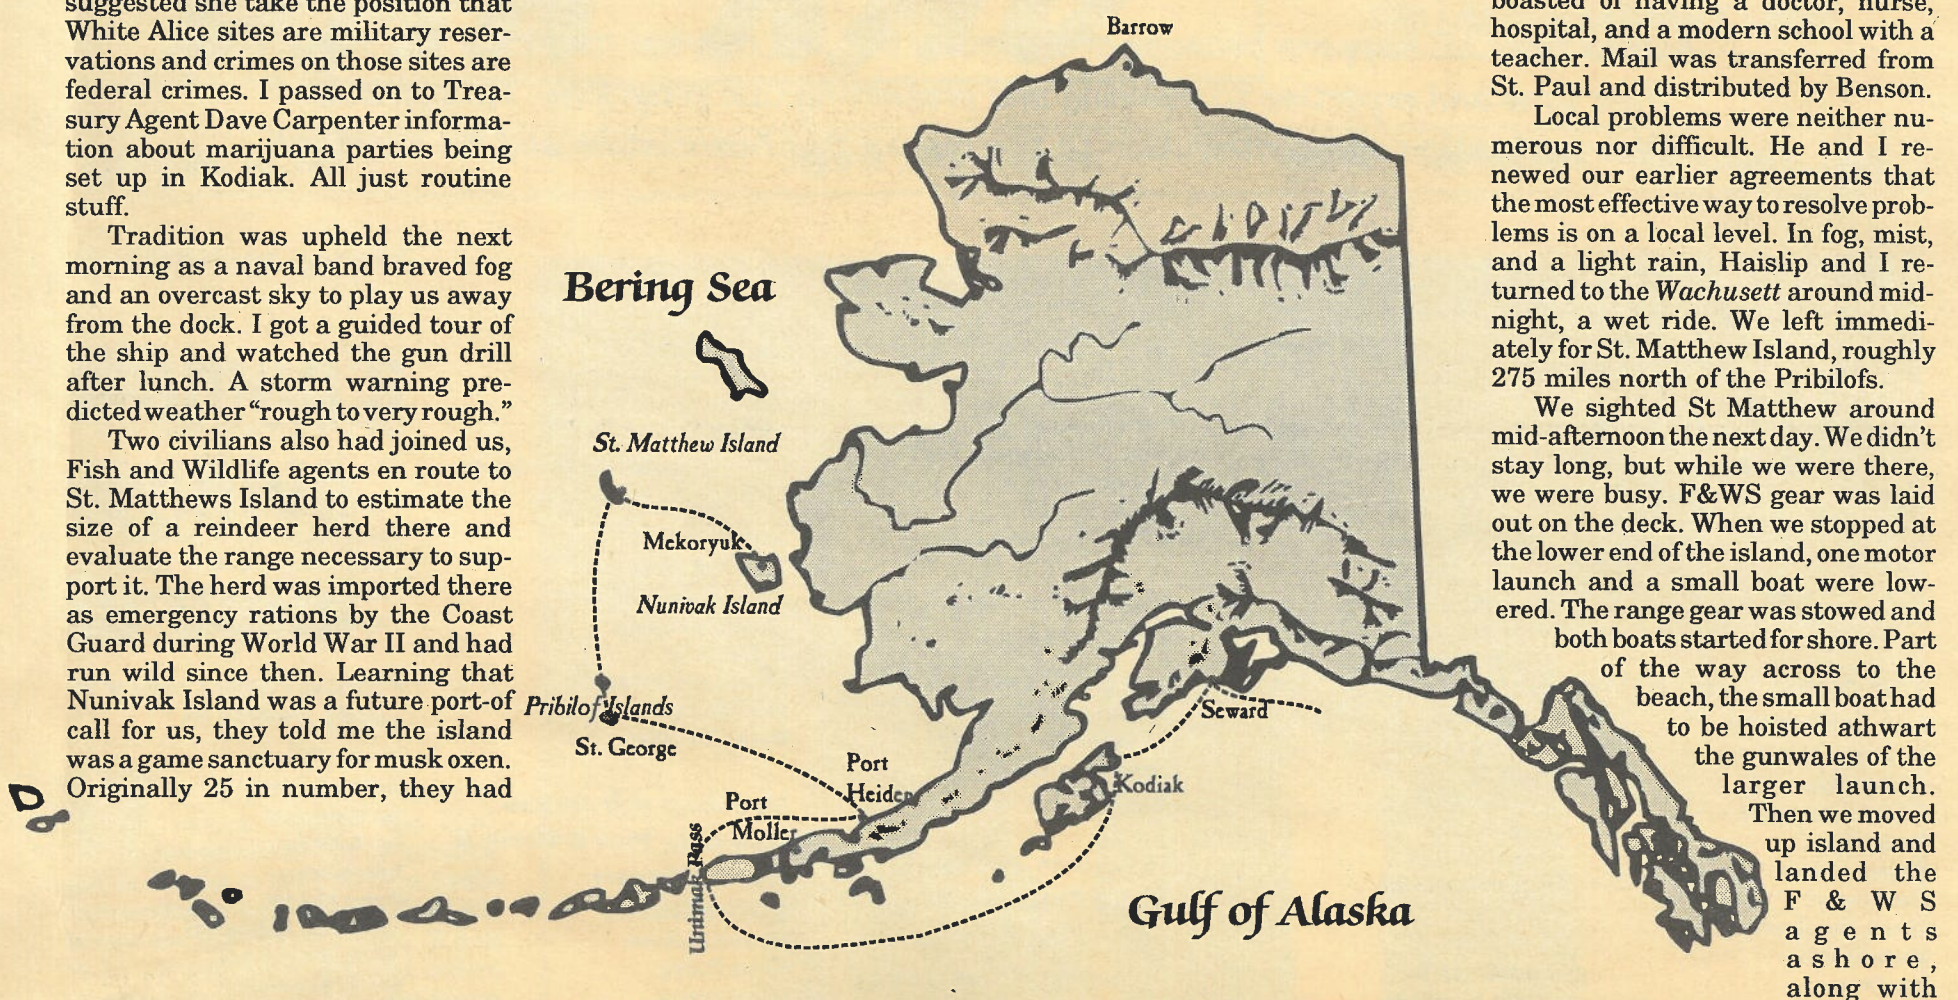 suggested she take the position that
White Alice sites are military reser-
vations and crimes on those sites are
federal crimes. I passed on to Trea-
sury Agent Dave Carpenter informa-
tion about marijuana parties being
set up in Kodiak. All just routine
stuff.
Tradition was upheld the next
morning as a naval band braved fog
and an overcast sky to play us away
from the dock. I got a guided tour of
the ship and watched the gun drill
after lunch. A storm warning pre-
dicted weather “rough to very rough.”
Two civilians also had joined us,
Fish and Wildlife agents en route to
St. Matthews Island to estimate the
size of a reindeer herd there and
evaluate the range necessary to sup-
port it. The herd was imported there
as emergency rations by the Coast
Guard during World War II and had
run wild since then. Learning that
Nunivak Island was a future port-of
call for us, they told me the island
was a game sanctuary for musk oxen.
Originally 25 in number, they had
Barrow
Bering Sea
St. Matthew Island
Mekoryuk
Nunivak Island
Pribilof Islands
St. George
Port
Heiden
Port
Moller
Unimak Pass
Seward
Kodiak
Gulf of Alaska
boasted of having a doctor, nurse,
hospital, and a modern school with a
teacher. Mail was transferred from
St. Paul and distributed by Benson.
Local problems were neither nu-
merous nor difficult. He and I re-
newed our earlier agreements that
the most effective way to resolve prob-
lems is on a local level. In fog, mist,
and a light rain, Haislip and I re-
turned to the Wachusett around mid-
night, a wet ride. We left immedi-
ately for St. Matthew Island, roughly
275 miles north of the Pribilofs.
We sighted St Matthew around
mid-afternoon the next day. We didn't
stay long, but while we were there,
we were busy. F&WS gear was laid
out on the deck. When we stopped at
the lower end of the island, one motor
launch and a small boat were low-
ered. The range gear was stowed and
both boats started for shore. Part
of the way across to the
beach, the small boat had
to be hoisted athwart
the gunwales of the
larger launch.
Then we moved
up island and
landed the
F & W S
agents
ashore,
along with